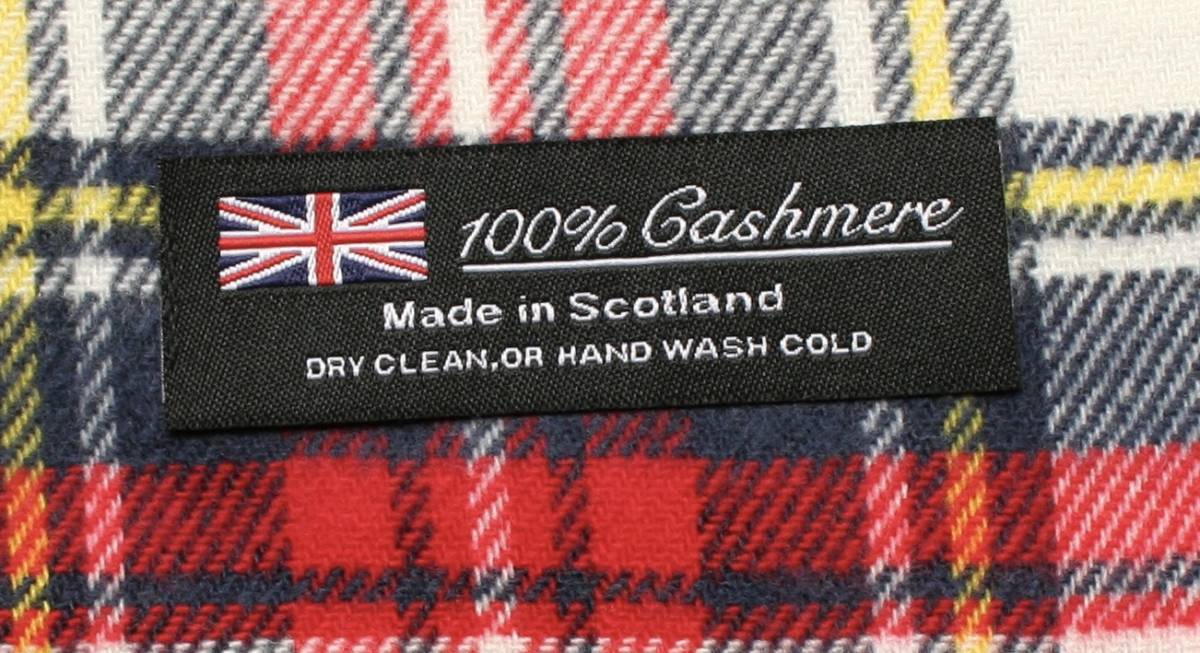 100% Cashmere
Made in Scotland
DRY CLEAN,OR HAND WASH COLD